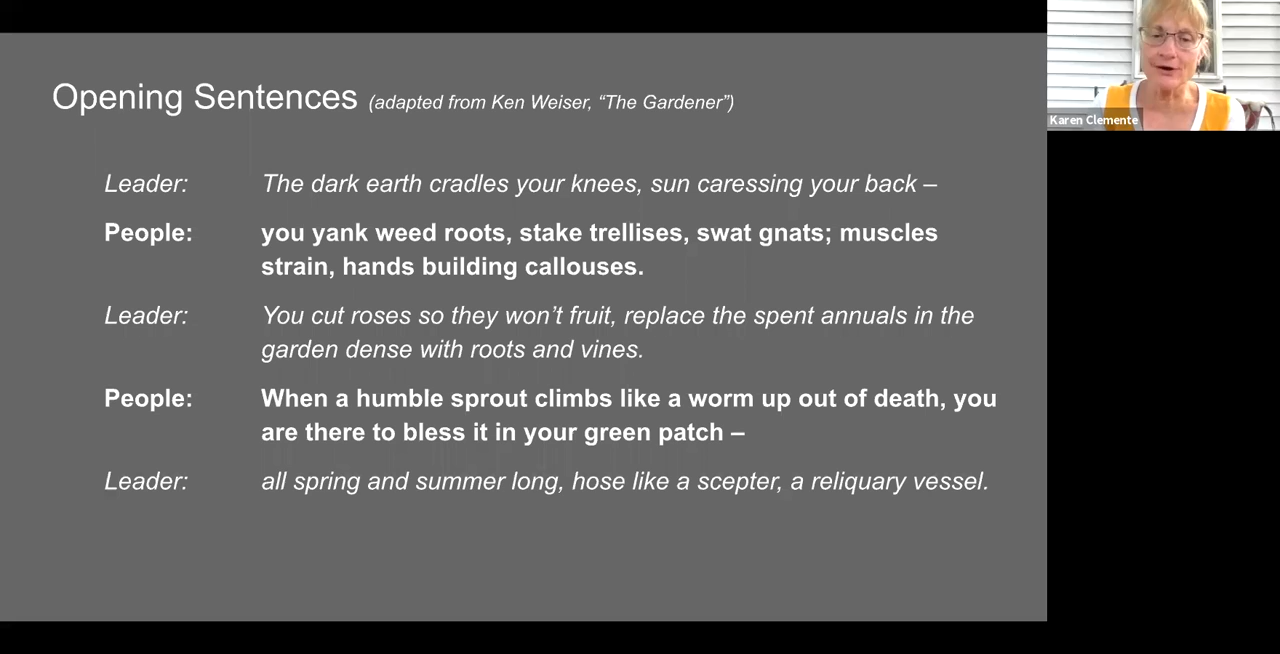 Opening Sentences (adapted from Ken Weiser, “The Gardener”)
Karen Clemente
Leader: The dark earth cradles your knees, sun caressing your back –
People: you yank weed roots, stake trellises, swat gnats; muscles
strain, hands building callouses.
Leader: You cut roses so they won’t fruit, replace the spent annuals in the
garden dense with roots and vines.
People: When a humble sprout climbs like a worm up out of death, you
are there to bless it in your green patch –
Leader: all spring and summer long, hose like a scepter, a reliquary vessel.